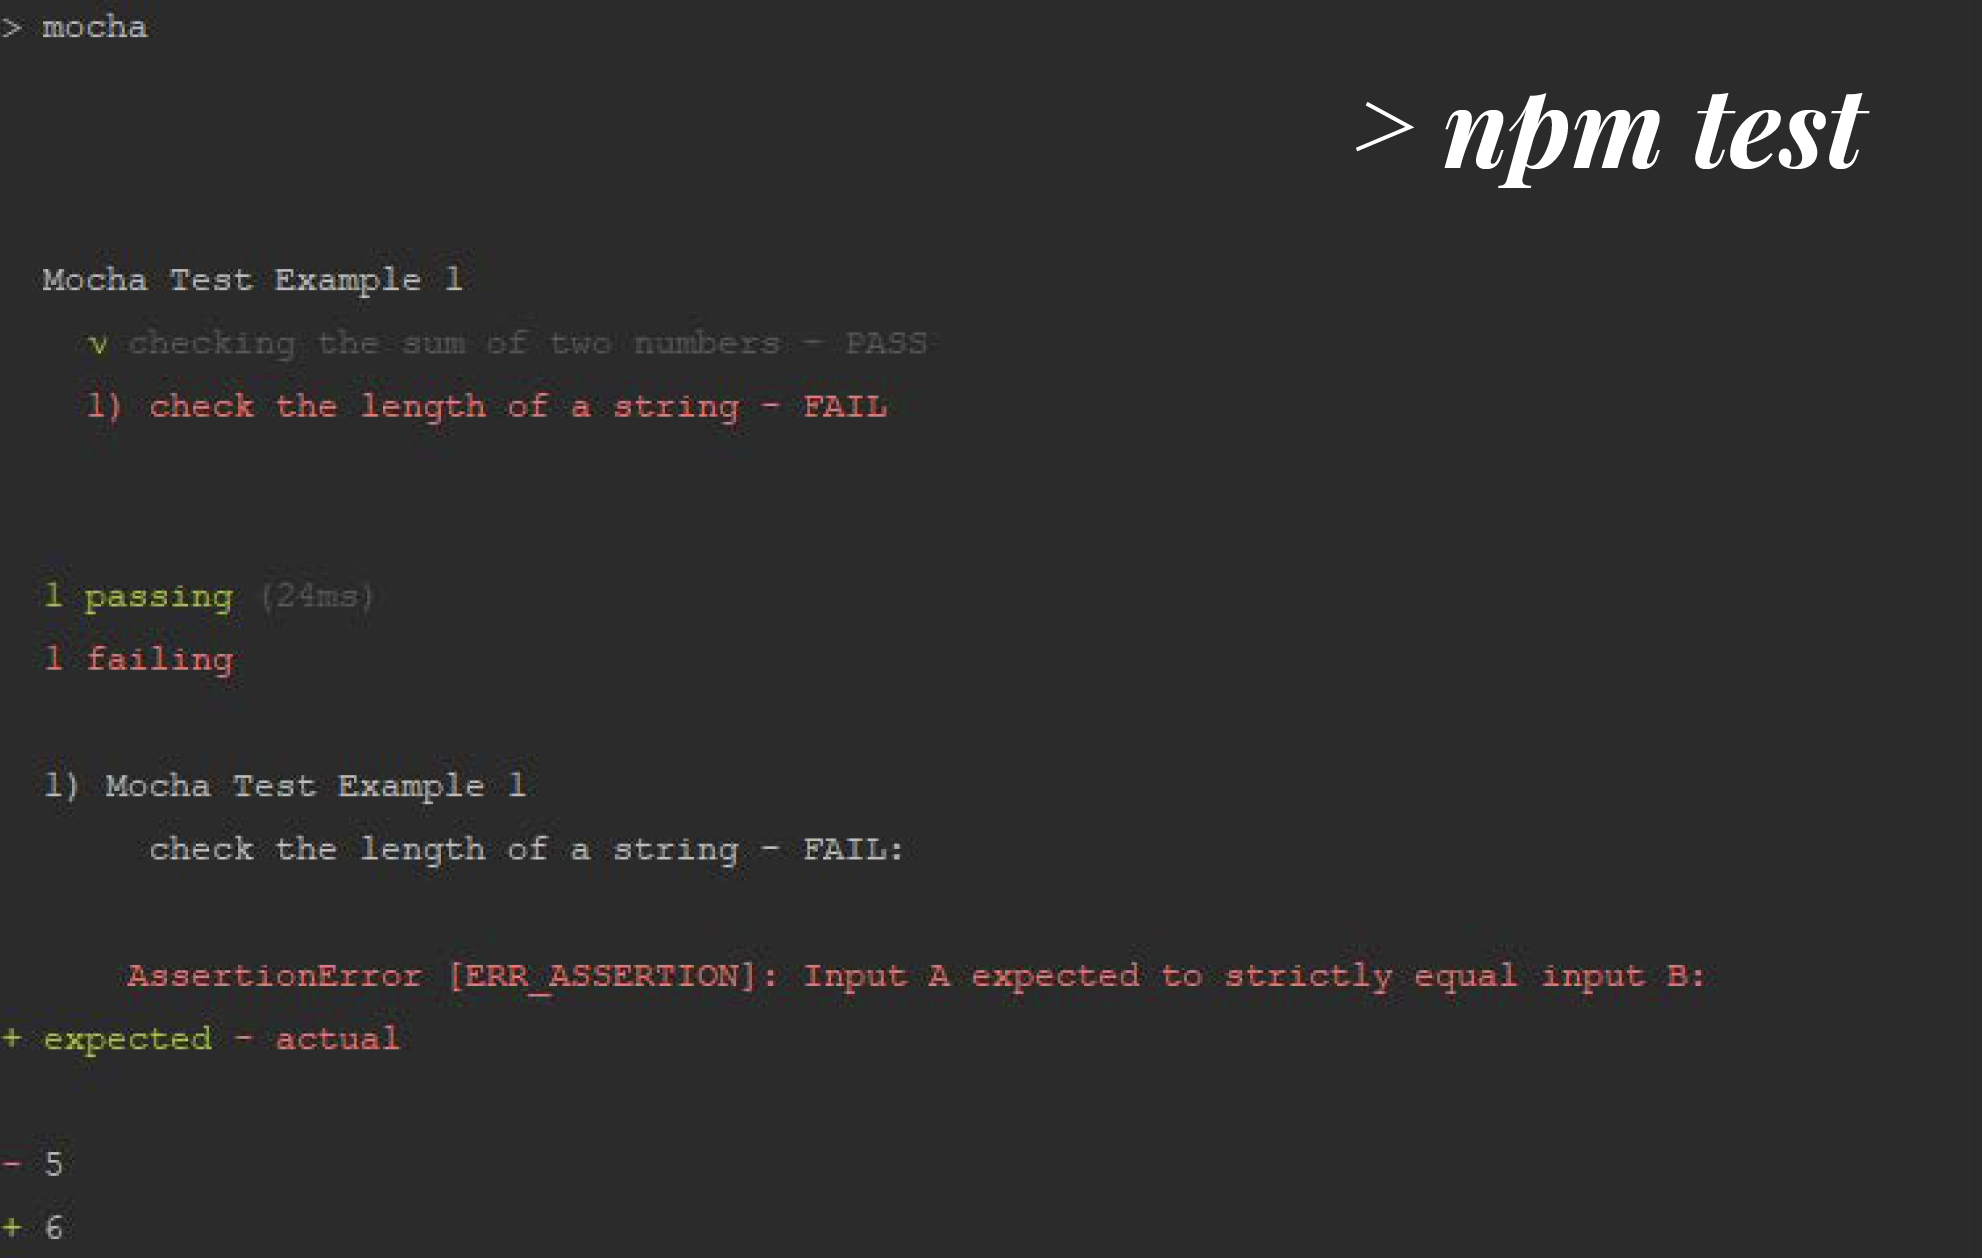 > mocha
> npm test
Mocha Test Example 1
v checking the sum of two numbers - PASS
1) check the length of a string - FAIL
1 passing (24ms)
1 failing
1) Mocha Test Example 1
check the length of a string - FAIL:
AssertionError [ERR_ASSERTION]: Input A expected to strictly equal input B:
+ expected - actual
- 5
+ 6